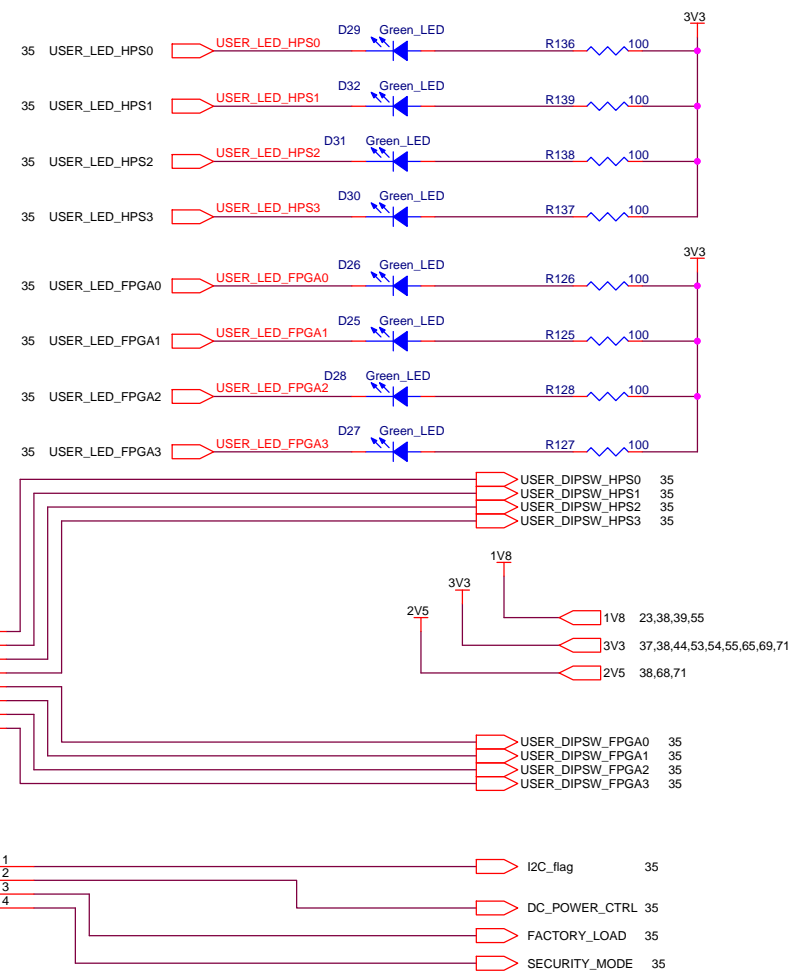 3V3
D29 Green_LED
35 USER_LED_HPS0 USER_LED_HPS0 R136 100
D32 Green_LED
35 USER_LED_HPS1 USER_LED_HPS1 R139 100
D31 Green_LED
35 USER_LED_HPS2 USER_LED_HPS2 R138 100
D30 Green_LED
35 USER_LED_HPS3 USER_LED_HPS3 R137 100
3V3
D26 Green_LED
35 USER_LED_FPGA0 USER_LED_FPGA0 R126 100
D25 Green_LED
35 USER_LED_FPGA1 USER_LED_FPGA1 R125 100
D28 Green_LED
35 USER_LED_FPGA2 USER_LED_FPGA2 R128 100
D27 Green_LED
35 USER_LED_FPGA3 USER_LED_FPGA3 R127 100
USER_DIPSW_HPS0 35
USER_DIPSW_HPS1 35
USER_DIPSW_HPS2 35
USER_DIPSW_HPS3 35
1V8
3V3
2V5
1V8 23,38,39,55
3V3 37,38,44,53,54,55,65,69,71
2V5 38,68,71
USER_DIPSW_FPGA0 35
USER_DIPSW_FPGA1 35
USER_DIPSW_FPGA2 35
USER_DIPSW_FPGA3 35
1 I2C_flag 35
2
3
4
DC_POWER_CTRL 35
FACTORY_LOAD 35
SECURITY_MODE 35